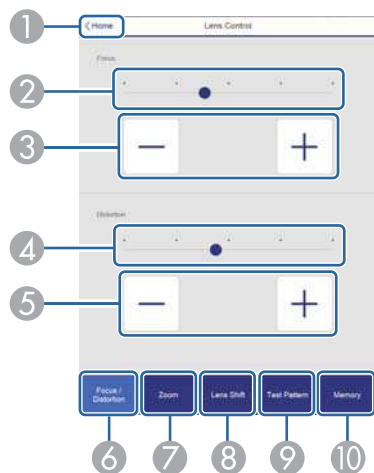 1
Home
Lens Control
Focus
2
3
Distortion
4
5
Focus /
Distortion
Zoom
Lens Shift
Test Pattern
Memory
6
7
8
9
10